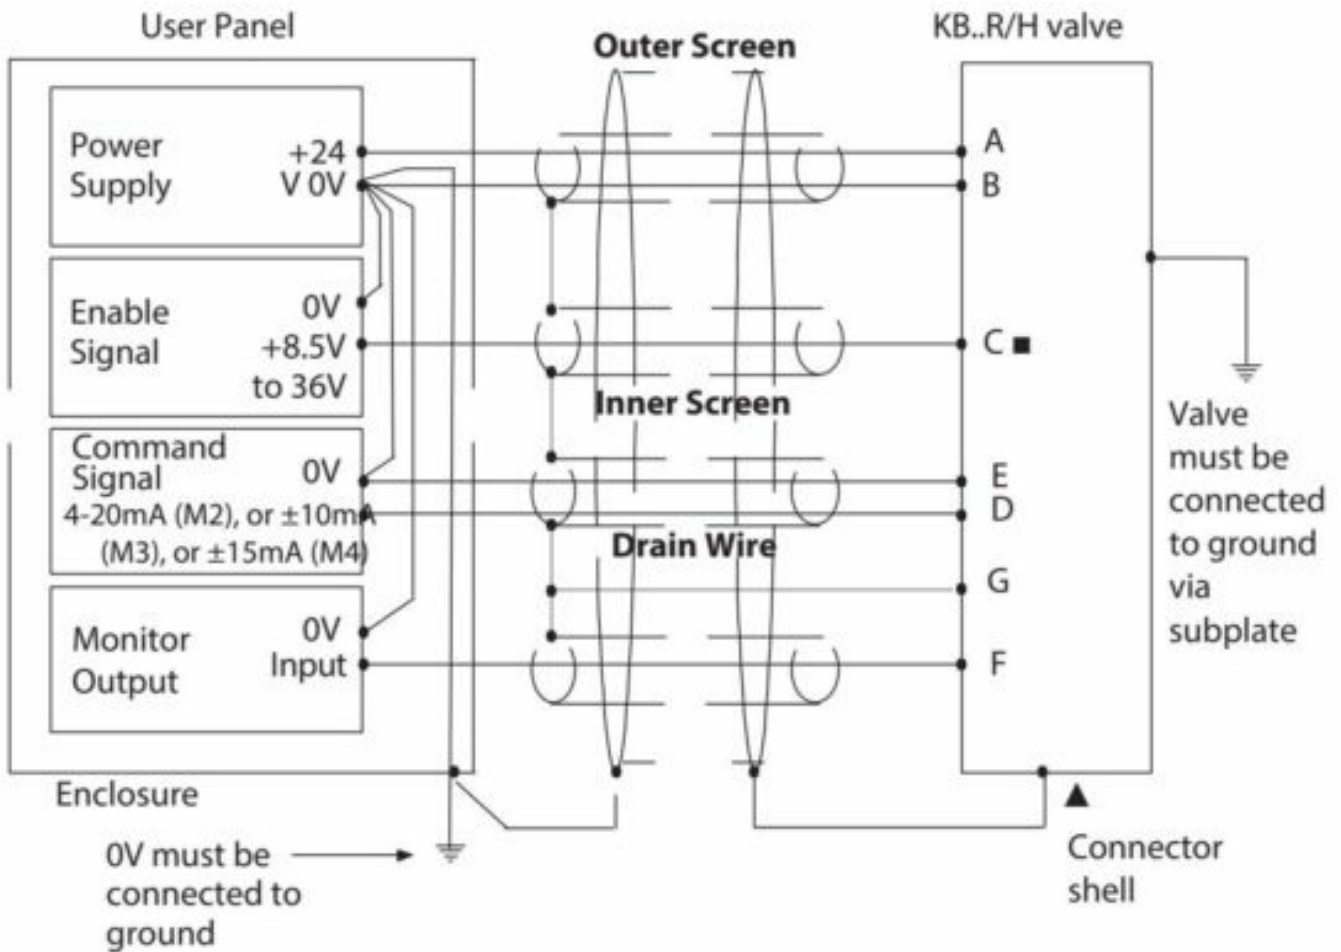 User Panel
Outer Screen
KB..R/H valve
Power
Supply
+24
V 0V
A
B
Enable
Signal
0V
+8.5V
to 36V
C ■
Inner Screen
Command
Signal
0V
4-20mA (M2), or ±10mA
(M3), or ±15mA (M4)
E
D
Drain Wire
G
Monitor
Output
0V
Input
F
Valve
must be
connected
to ground
via
subplate
Enclosure
0V must be
connected to
ground
▲
Connector
shell